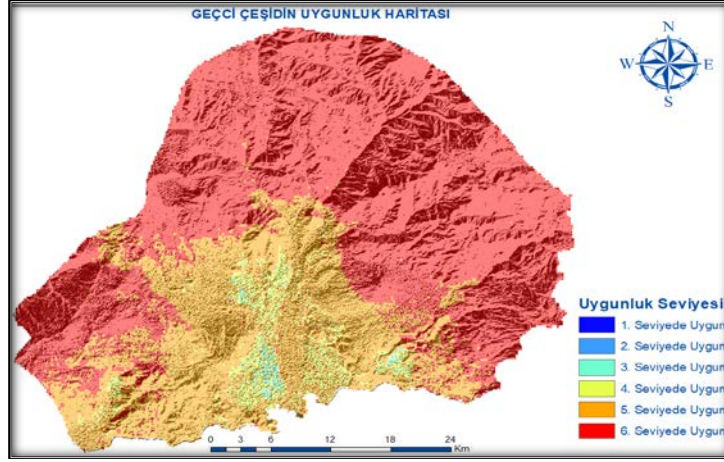 GEÇCİ ÇEŞİDİN UYGUNLUK HARİTASI
N
W E
S
Uygunluk Seviyesi
1. Seviyede Uygun
2. Seviyede Uygun
3. Seviyede Uygun
4. Seviyede Uygun
5. Seviyede Uygun
6. Seviyede Uygun
0 3 6 12 18 24
Km